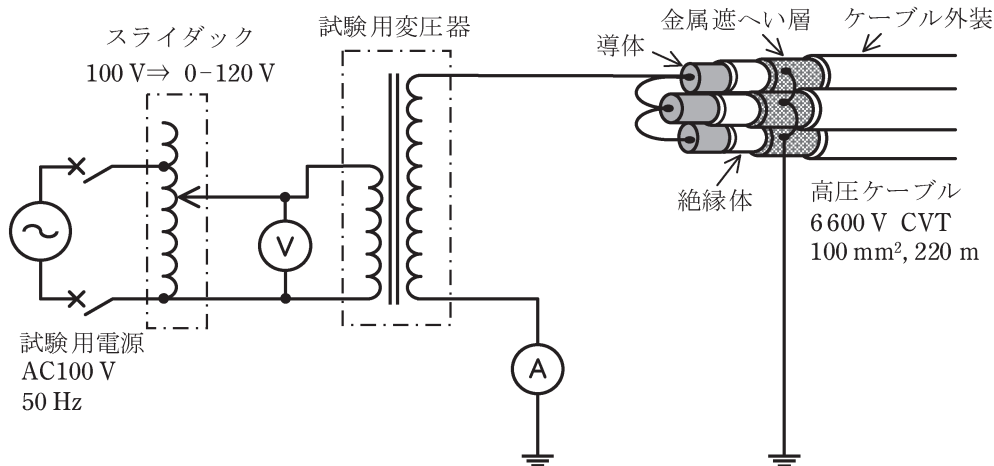 スライダック
100 V⇒ 0-120 V
試験用変圧器
金属遮へい層
ケーブル外装
導体
絶縁体
高圧ケーブル
6 600 V CVT
100 mm², 220 m
V
A
試験用電源
AC100 V
50 Hz